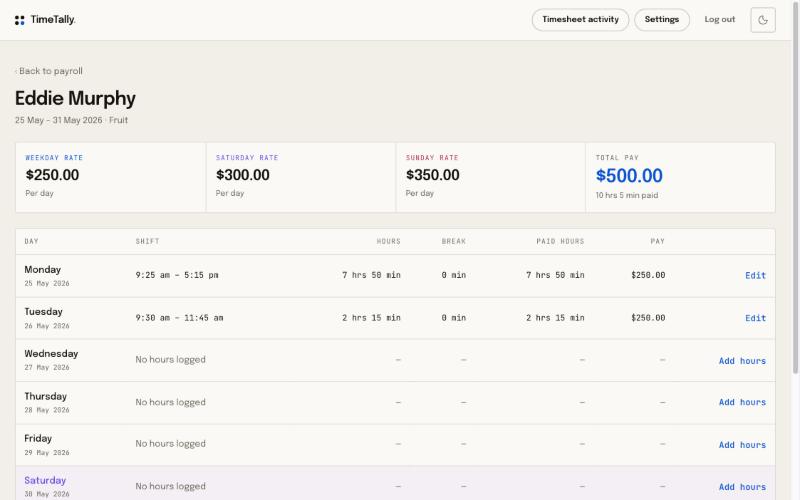 TimeTally.
Timesheet activity
Settings
Log out
‹ Back to payroll
Eddie Murphy
25 May – 31 May 2026 · Fruit
WEEKDAY RATE
$250.00
Per day
SATURDAY RATE
$300.00
Per day
SUNDAY RATE
$350.00
Per day
TOTAL PAY
$500.00
10 hrs 5 min paid
DAY SHIFT HOURS BREAK PAID HOURS PAY
Monday
25 May 2026
9:25 am – 5:15 pm 7 hrs 50 min 0 min 7 hrs 50 min $250.00 Edit
Tuesday
26 May 2026
9:30 am – 11:45 am 2 hrs 15 min 0 min 2 hrs 15 min $250.00 Edit
Wednesday
27 May 2026
No hours logged — — — — Add hours
Thursday
28 May 2026
No hours logged — — — — Add hours
Friday
29 May 2026
No hours logged — — — — Add hours
Saturday
30 May 2026
No hours logged — — — — Add hours